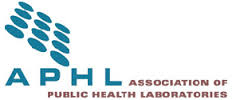 APHL ASSOCIATION OF
PUBLIC HEALTH LABORATORIES